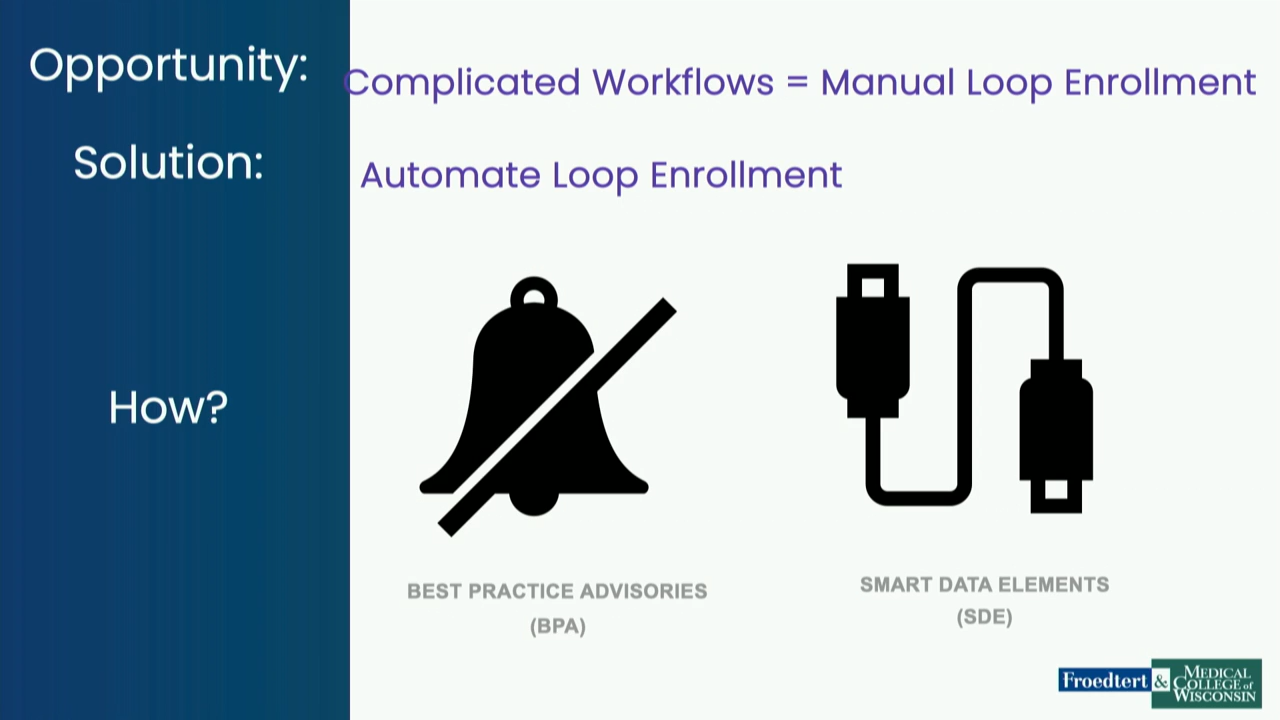 Opportunity:
Complicated Workflows = Manual Loop Enrollment
Solution:
Automate Loop Enrollment
How?
BEST PRACTICE ADVISORIES
(BPA)
SMART DATA ELEMENTS
(SDE)
Froedtert &
MEDICAL
COLLEGE of
WISCONSIN